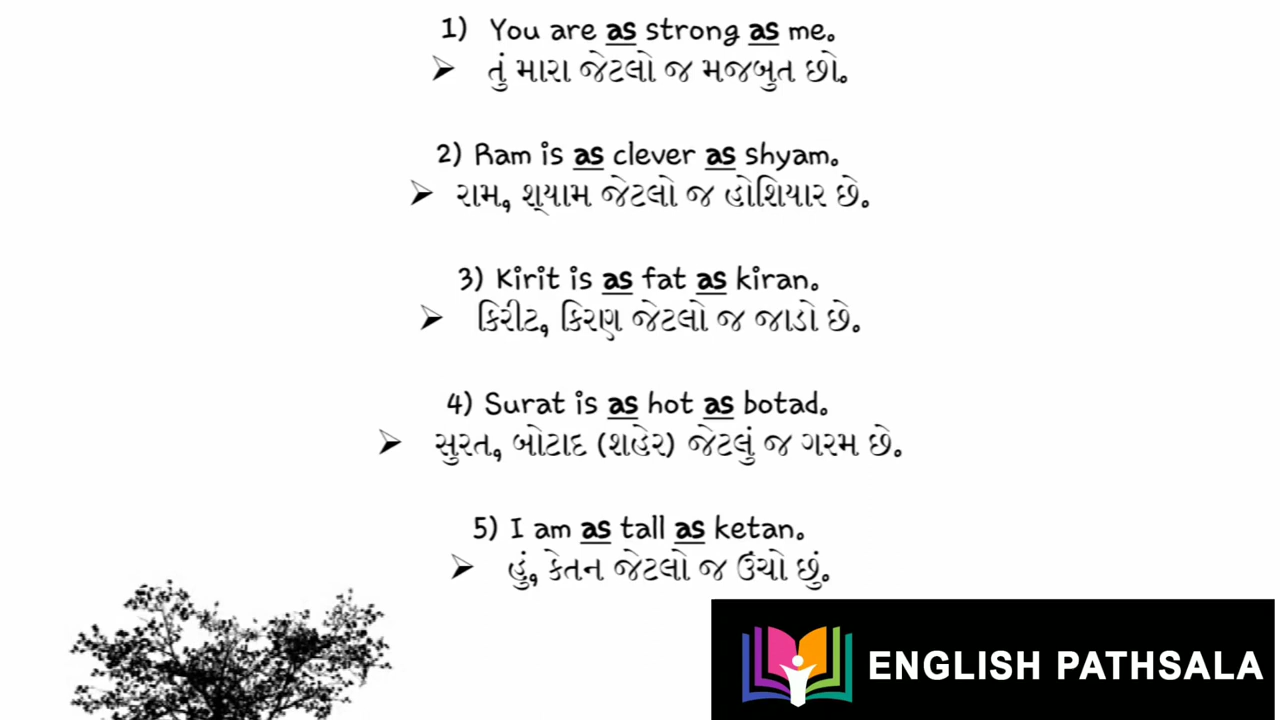 1) You are as strong as me.
➤ તું મારા જેટલો જ મજબુત છો.
2) Ram is as clever as shyam.
➤ રામ, શ્યામ જેટલો જ હોશિયાર છે.
3) Kirit is as fat as kiran.
➤ કિરીટ, કિરણ જેટલો જ જાડો છે.
4) Surat is as hot as botad.
➤ સુરત, બોટાદ (શહેર) જેટલું જ ગરમ છે.
5) I am as tall as ketan.
➤ હું, કેતન જેટલો જ ઉંચો છું.
ENGLISH PATHSALA